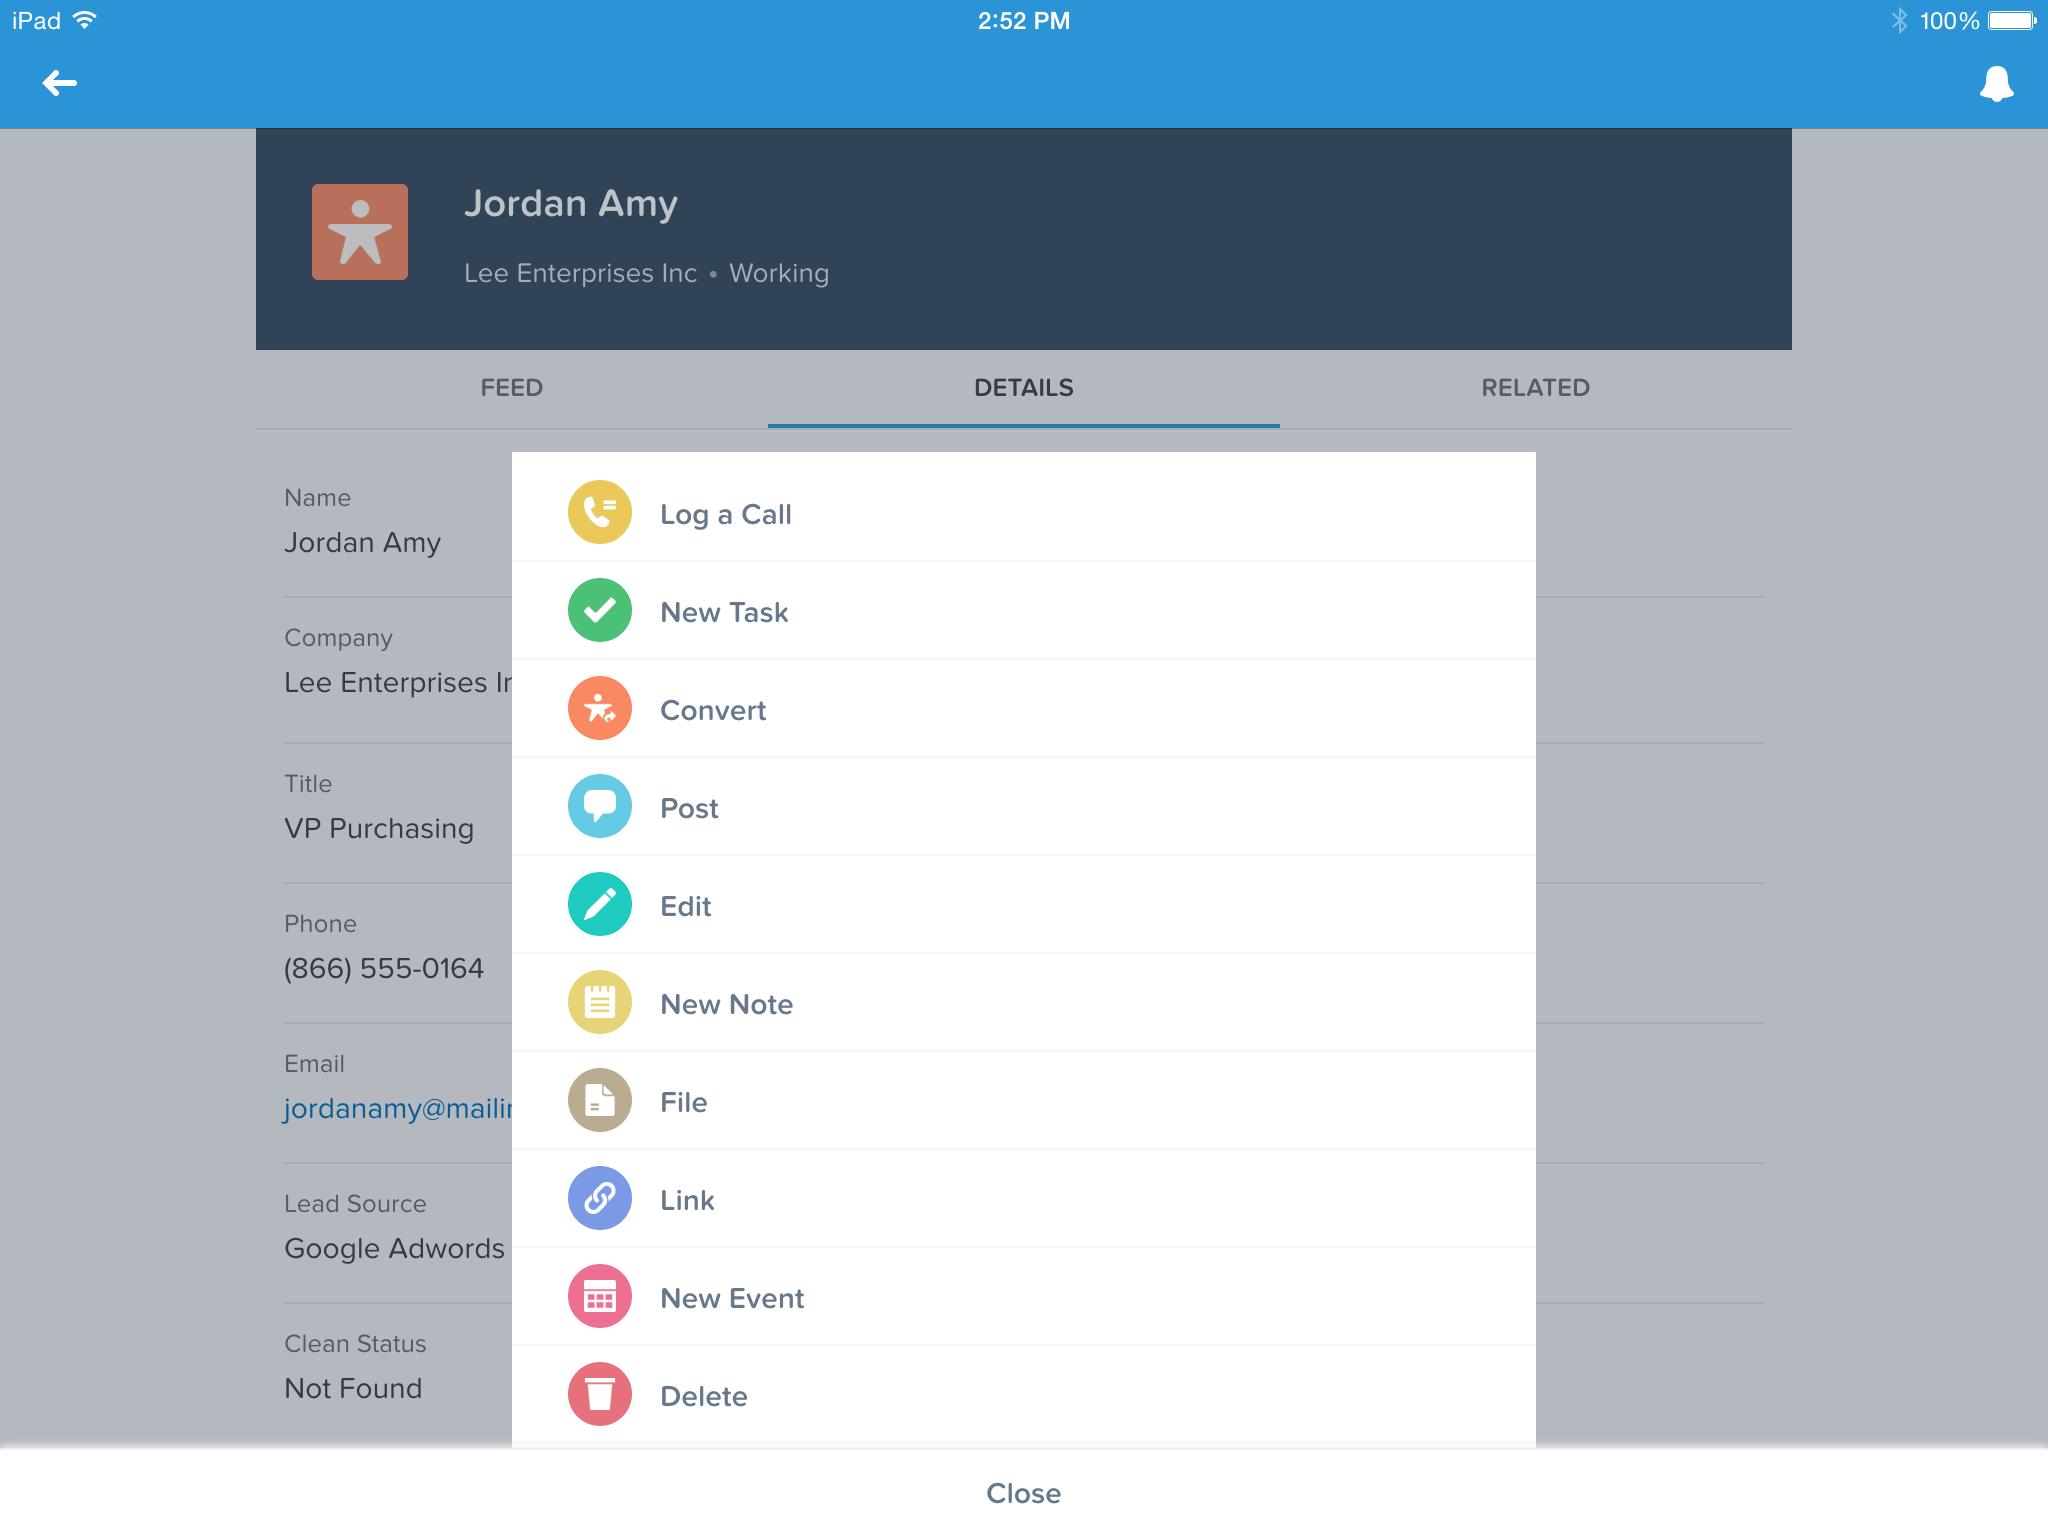 iPad 2:52 PM 100%
Jordan Amy
Lee Enterprises Inc • Working
FEED DETAILS RELATED
Name
Jordan Amy
Company
Lee Enterprises
Title
VP Purchasing
Phone
(866) 555-0164
Email
jordanamy@maili
Lead Source
Google Adwords
Clean Status
Not Found
Log a Call
New Task
Convert
Post
Edit
New Note
File
Link
New Event
Delete
Close